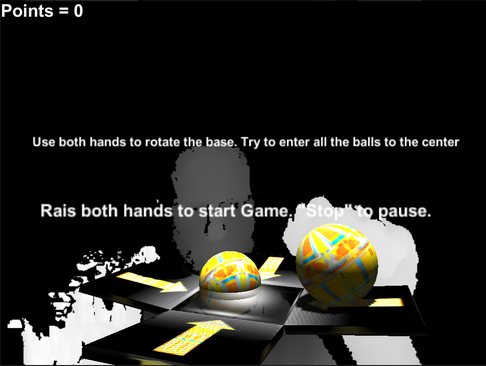 Points = 0
Use both hands to rotate the base. Try to enter all the balls to the center
Rais both hands to start Game. "Stop" to pause.